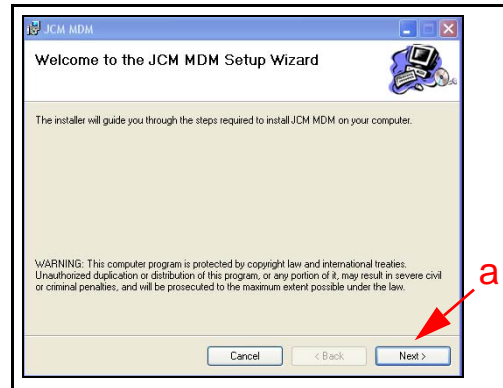 JCM MDM
Welcome to the JCM MDM Setup Wizard
The installer will guide you through the steps required to install JCM MDM on your computer.
WARNING: This computer program is protected by copyright law and international treaties.
Unauthorized duplication or distribution of this program, or any portion of it, may result in severe civil
or criminal penalties, and will be prosecuted to the maximum extent possible under the law.
a
Cancel
< Back
Next >